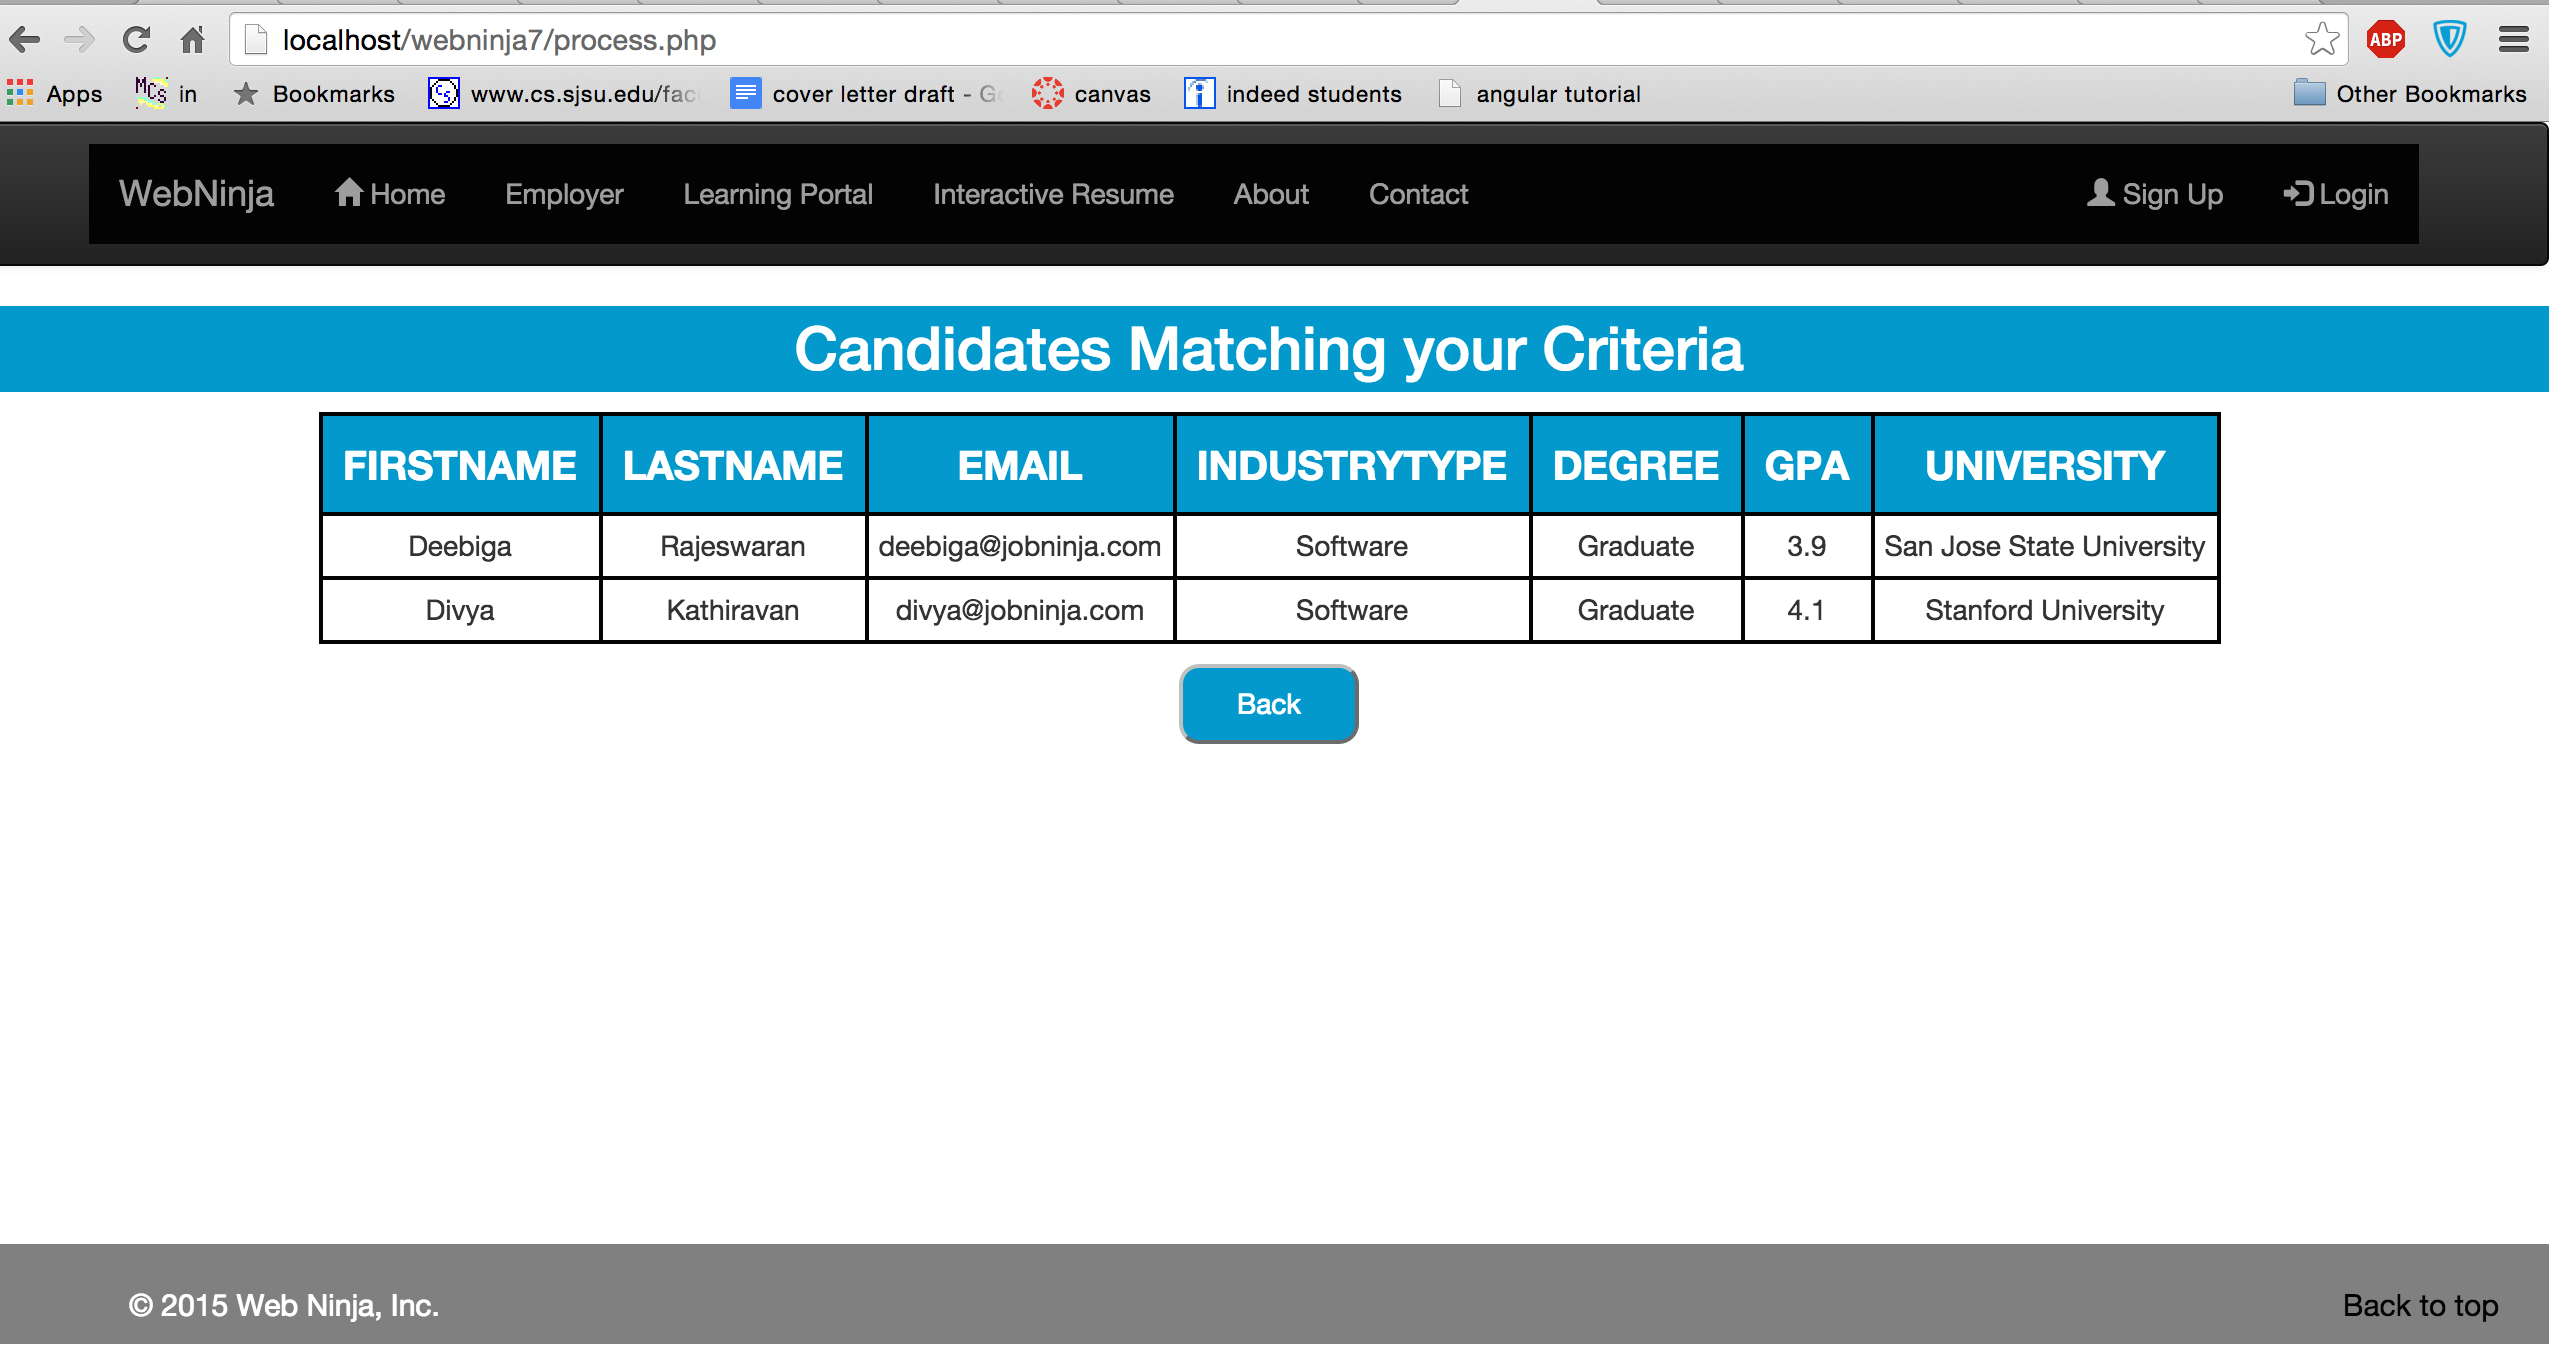 localhost/webninja7/process.php
ABP
Apps in Bookmarks www.cs.sjsu.edu/fac cover letter draft - G canvas indeed students angular tutorial Other Bookmarks
WebNinja Home Employer Learning Portal Interactive Resume About Contact Sign Up Login
Candidates Matching your Criteria
FIRSTNAME LASTNAME EMAIL INDUSTRYTYPE DEGREE GPA UNIVERSITY
Deebiga Rajeswaran deebiga@jobninja.com Software Graduate 3.9 San Jose State University
Divya Kathiravan divya@jobninja.com Software Graduate 4.1 Stanford University
Back
© 2015 Web Ninja, Inc. Back to top